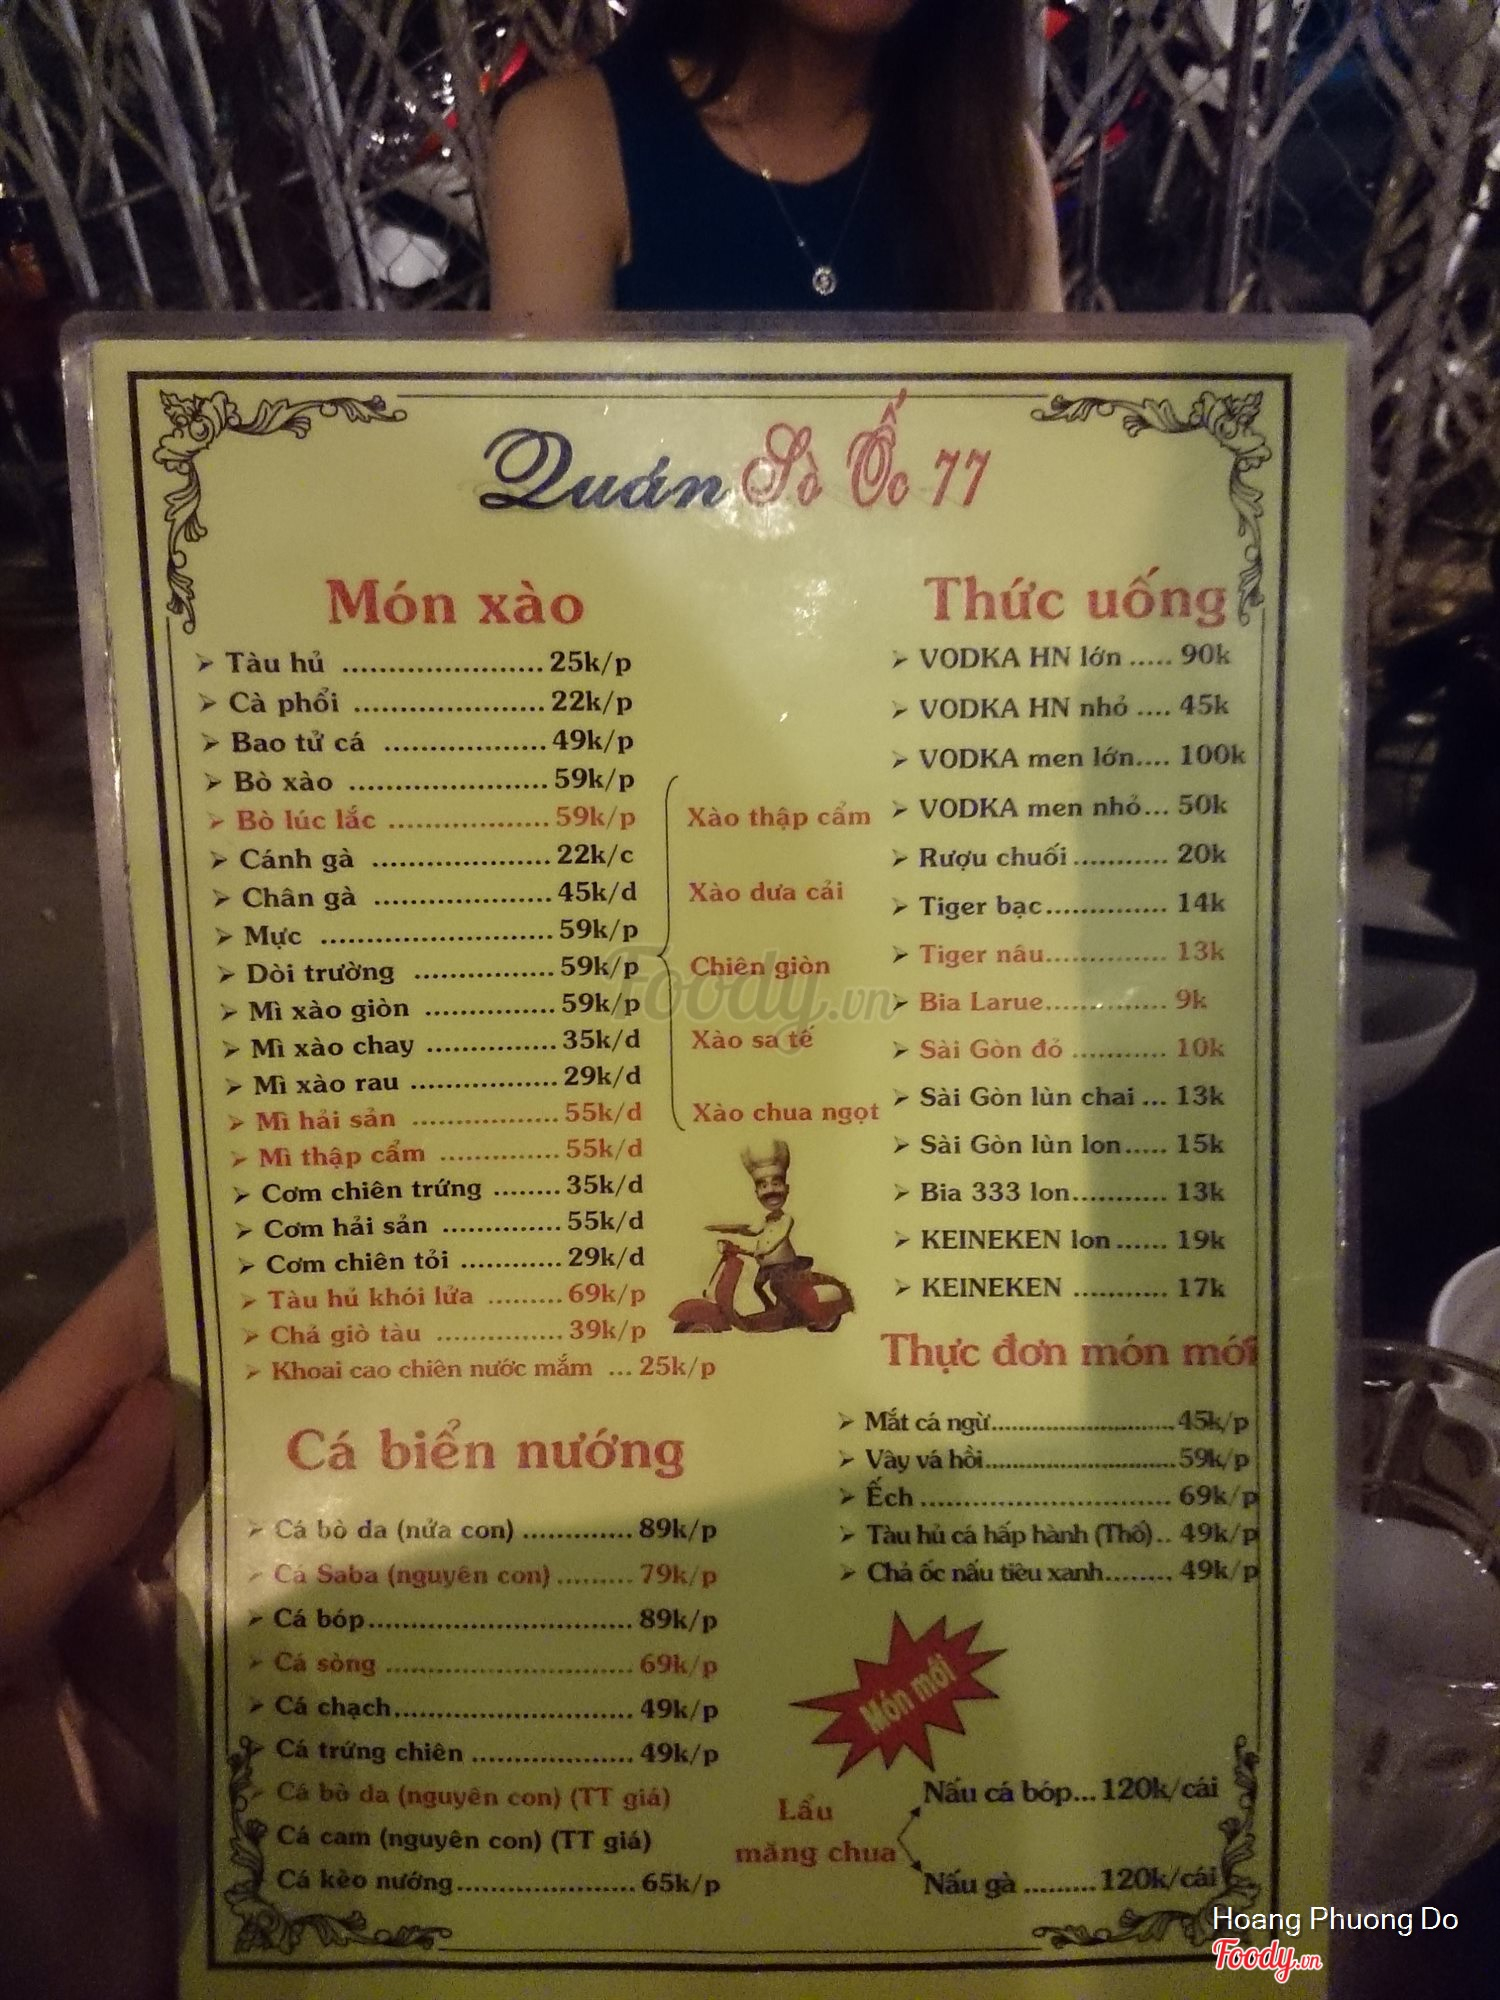 Quán Sò Ốc 77
Món xào
➢ Tàu hủ ...................... 25k/p
➢ Cà phổi ..................... 22k/p
➢ Bao tử cá .................. 49k/p
➢ Bò xào ...................... 59k/p
➢ Bò lúc lắc .................. 59k/p
➢ Cánh gà .................... 22k/c
➢ Chân gà .................... 45k/d
➢ Mực .......................... 59k/p
➢ Dòi trường ................ 59k/p
➢ Mì xào giòn ............... 59k/p
➢ Mì xào chay .............. 35k/d
➢ Mì xào rau ................ 29k/d
➢ Mì hải sản ................ 55k/d
➢ Mì thập cẩm ............. 55k/d
➢ Cơm chiên trứng ........ 35k/d
➢ Cơm hải sản ............. 55k/d
➢ Cơm chiên tỏi ........... 29k/d
➢ Tàu hủ khói lửa ......... 69k/p
➢ Chả giò tàu .............. 39k/p
➢ Khoai cao chiên nước mắm ... 25k/p
Xào thập cẩm
Xào dưa cải
Chiên giòn
Xào sa tế
Xào chua ngọt
Cá biển nướng
➢ Cá bò da (nửa con) ............. 89k/p
➢ Cá Saba (nguyên con) ......... 79k/p
➢ Cá bóp............................... 89k/p
➢ Cá sòng ............................. 69k/p
➢ Cá chạch............................ 49k/p
➢ Cá trứng chiên ................... 49k/p
➢ Cá bò da (nguyên con) (TT giá)
➢ Cá cam (nguyên con) (TT giá)
➢ Cá kèo nướng..................... 65k/p
Thức uống
➢ VODKA HN lớn ..... 90k
➢ VODKA HN nhỏ .... 45k
➢ VODKA men lớn.... 100k
➢ VODKA men nhỏ... 50k
➢ Rượu chuối ........... 20k
➢ Tiger bạc.............. 14k
➢ Tiger nâu.............. 13k
➢ Bia Larue.............. 9k
➢ Sài Gòn đỏ ........... 10k
➢ Sài Gòn lùn chai ... 13k
➢ Sài Gòn lùn lon..... 15k
➢ Bia 333 lon........... 13k
➢ KEINEKEN lon ...... 19k
➢ KEINEKEN ........... 17k
Thực đơn món mới
➢ Mắt cá ngừ............................ 45k/p
➢ Vây vá hồi............................. 59k/p
➢ Ếch .............................. 69k/p
➢ Tàu hủ cá hấp hành (Thố).. 49k/p
➢ Chả ốc nấu tiêu xanh........ 49k/p
Món mới
Lẩu
măng chua
Nấu cá bóp... 120k/cái
Nấu gà ......... 120k/cái
Foody.vn
Hoang Phuong Do
Foody.vn